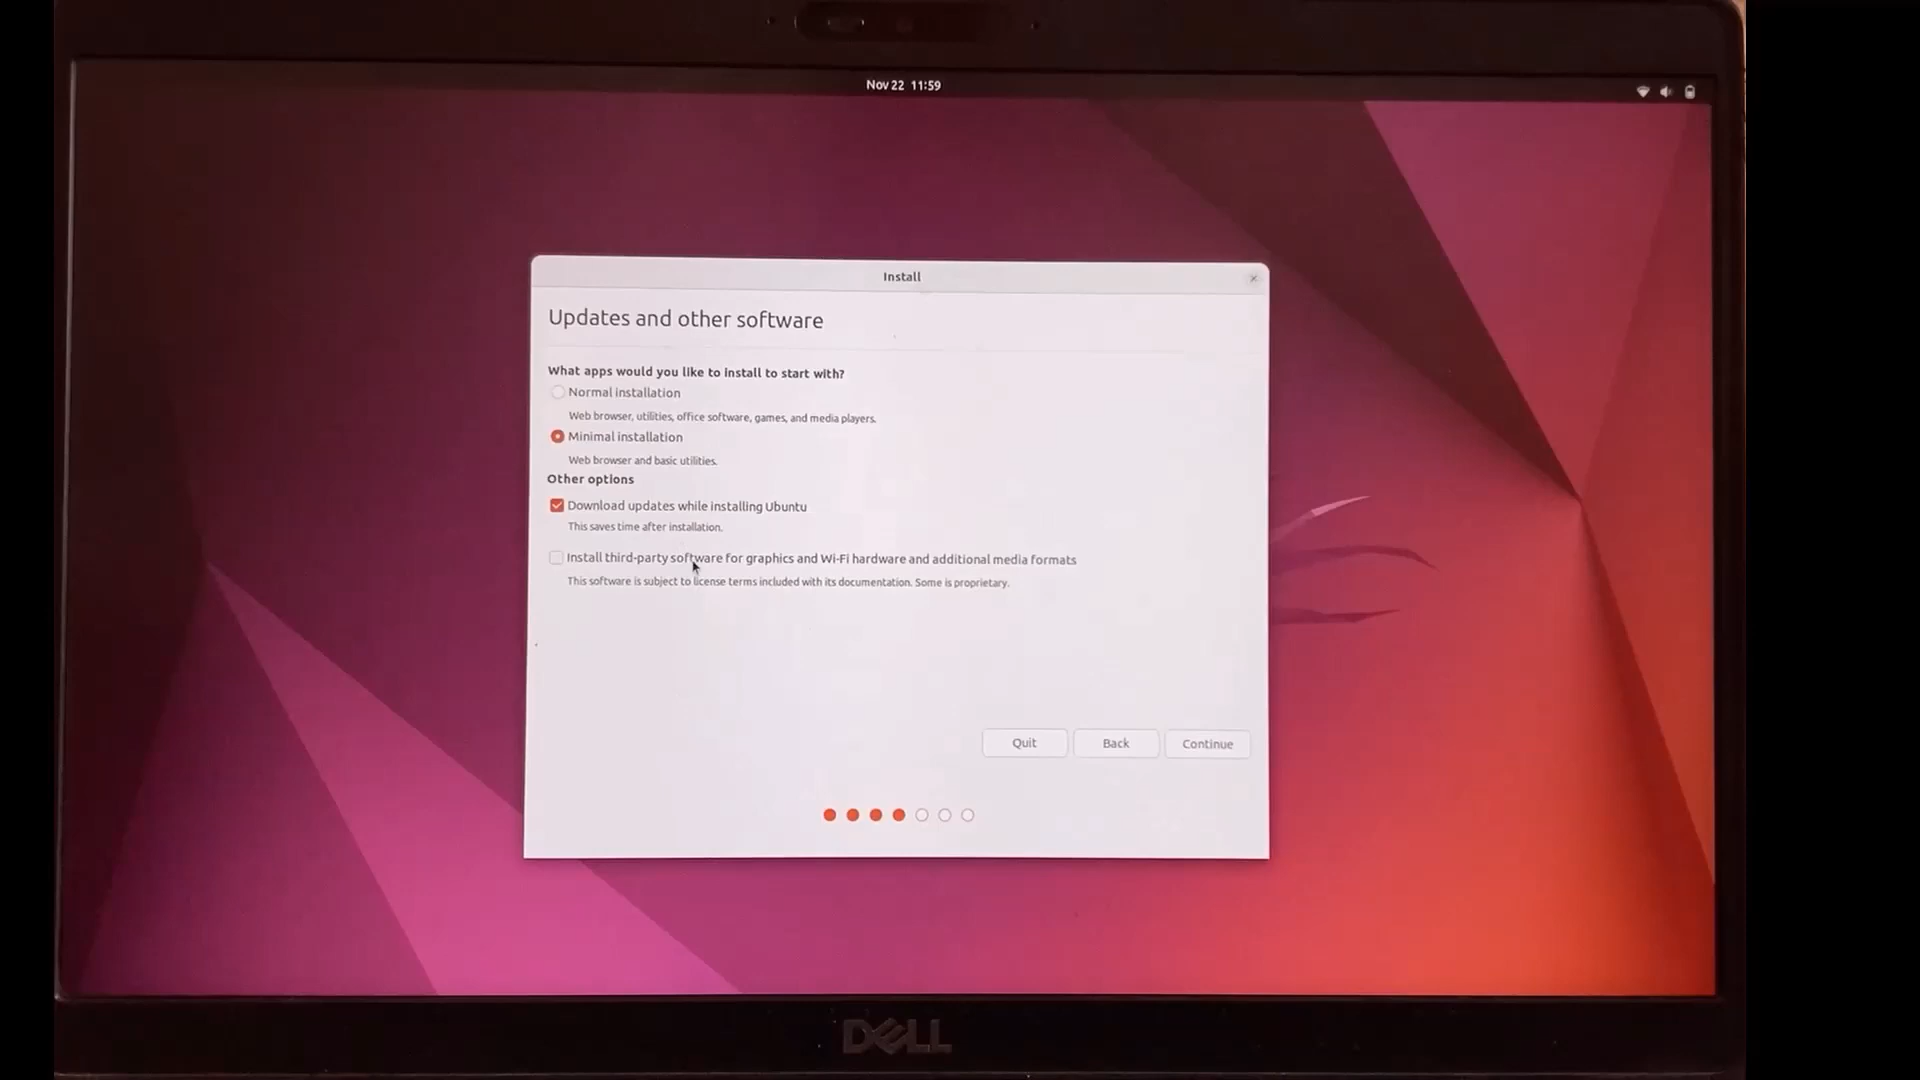 Nov 22 11:59
Install
Updates and other software
What apps would you like to install to start with?
Normal installation
Web browser, utilities, office software, games, and media players.
Minimal installation
Web browser and basic utilities.
Other options
Download updates while installing Ubuntu
This saves time after installation.
Install third-party software for graphics and Wi-Fi hardware and additional media formats
This software is subject to license terms included with its documentation. Some is proprietary.
Quit
Back
Continue
DELL